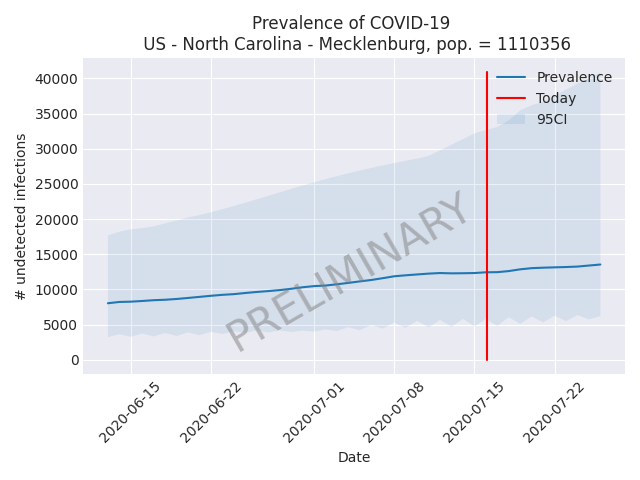 Prevalence of COVID-19
US - North Carolina - Mecklenburg, pop. = 1110356
# undetected infections
40000
35000
30000
25000
20000
15000
10000
5000
0
Prevalence
Today
95CI
PRELIMINARY
2020-06-15
2020-06-22
2020-07-01
2020-07-08
2020-07-15
2020-07-22
Date